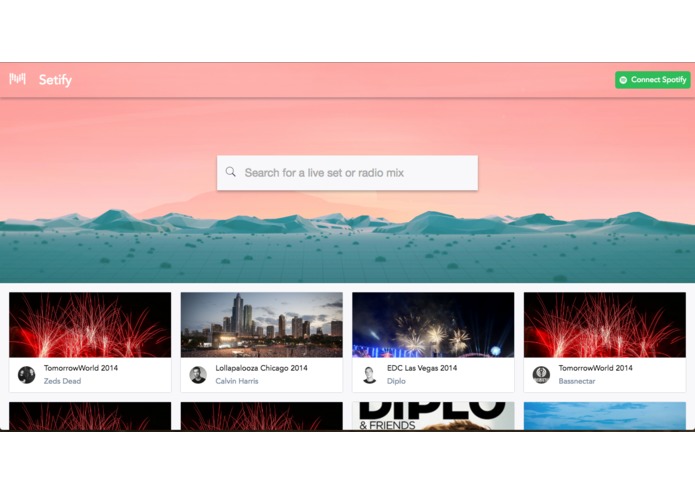 Setify
Connect Spotify
Search for a live set or radio mix
TomorrowWorld 2014
Zeds Dead
Lollapalooza Chicago 2014
Calvin Harris
EDC Las Vegas 2014
Diplo
TomorrowWorld 2014
Bassnectar
DIPLO
& FRIENDS